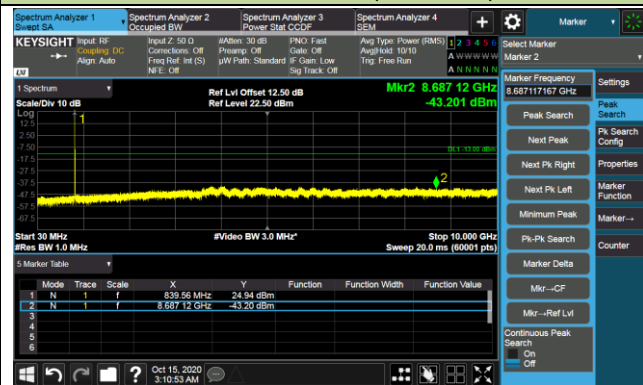 Spectrum Analyzer 1
Swept SA
Spectrum Analyzer 2
Occupied BW
Spectrum Analyzer 3
Power Stat CCDF
Spectrum Analyzer 4
SEM
Marker
KEYSIGHT
Input: RF
Coupling: DC
Align: Auto
Input Z: 50 Ω
Corrections: Off
Freq Ref: Int (S)
NFE: Off
#Atten: 30 dB
Preamp: Off
µW Path: Standard
PNO: Fast
Gate: Off
IF Gain: Low
Sig Track: Off
Avg Type: Power (RMS)
Avg|Hold: 10/10
Trig: Free Run
1 2 3 4 5 6
A W W W W W
A N N N N N
LXI
Select Marker
Marker 2
1 Spectrum
Scale/Div 10 dB
Ref Lvl Offset 12.50 dB
Ref Level 22.50 dBm
Mkr2 8.687 12 GHz
-43.201 dBm
Log
12.5
2.50
-7.50
-17.5
-27.5
-37.5
-47.5
-57.5
-67.5
1
DL1 -13.00 dBm
2
Start 30 MHz
#Res BW 1.0 MHz
#Video BW 3.0 MHz*
Stop 10.000 GHz
Sweep 20.0 ms (60001 pts)
5 Marker Table
Mode Trace Scale X Y Function Function Width Function Value
1 N 1 f 839.56 MHz 24.94 dBm
2 N 1 f 8.687 12 GHz -43.20 dBm
3
4
5
6
Oct 15, 2020
3:10:53 AM
Marker Frequency
8.687117167 GHz
Peak Search
Next Peak
Next Pk Right
Next Pk Left
Minimum Peak
Pk-Pk Search
Marker Delta
Mkr→CF
Mkr→Ref Lvl
Continuous Peak
Search
On
Off
Settings
Peak
Search
Pk Search
Config
Properties
Marker
Function
Marker→
Counter